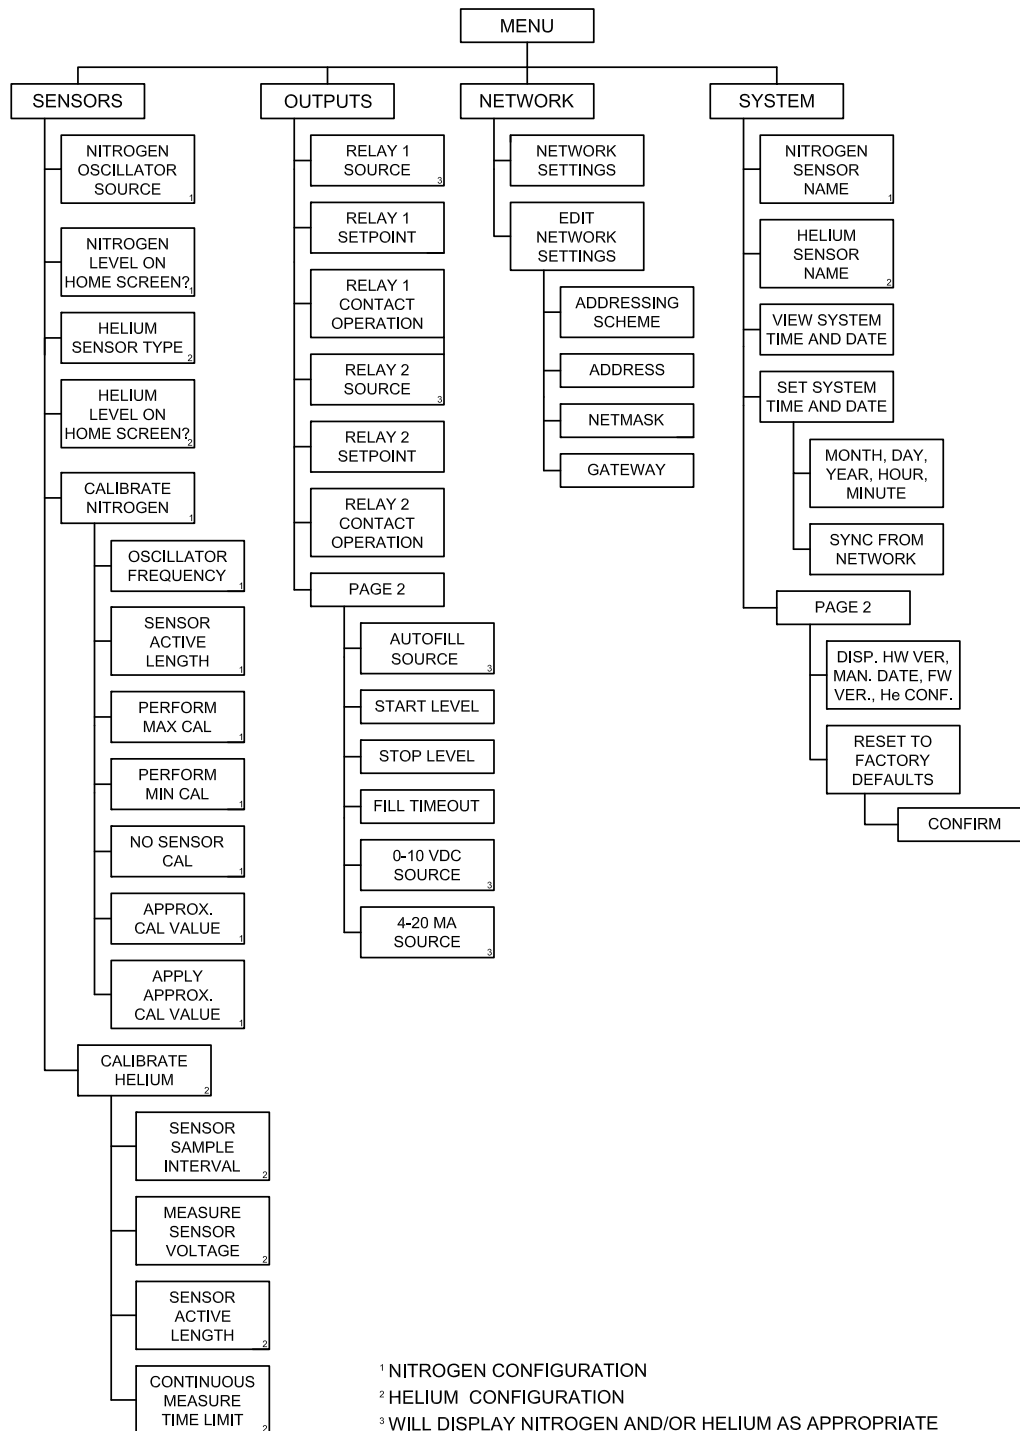 MENU
SENSORS
NITROGEN
OSCILLATOR
SOURCE 1
NITROGEN
LEVEL ON
HOME SCREEN? 1
HELIUM
SENSOR TYPE 2
HELIUM
LEVEL ON
HOME SCREEN? 2
CALIBRATE
NITROGEN 1
OSCILLATOR
FREQUENCY 1
SENSOR
ACTIVE
LENGTH 1
PERFORM
MAX CAL 1
PERFORM
MIN CAL 1
NO SENSOR
CAL 1
APPROX.
CAL VALUE 1
APPLY
APPROX.
CAL VALUE 1
CALIBRATE
HELIUM 2
SENSOR
SAMPLE
INTERVAL 2
MEASURE
SENSOR
VOLTAGE 2
SENSOR
ACTIVE
LENGTH 2
CONTINUOUS
MEASURE
TIME LIMIT 2
OUTPUTS
RELAY 1
SOURCE 3
RELAY 1
SETPOINT
RELAY 1
CONTACT
OPERATION
RELAY 2
SOURCE 3
RELAY 2
SETPOINT
RELAY 2
CONTACT
OPERATION
PAGE 2
AUTOFILL
SOURCE 3
START LEVEL
STOP LEVEL
FILL TIMEOUT
0-10 VDC
SOURCE 3
4-20 MA
SOURCE 3
NETWORK
NETWORK
SETTINGS
EDIT
NETWORK
SETTINGS
ADDRESSING
SCHEME
ADDRESS
NETMASK
GATEWAY
SYSTEM
NITROGEN
SENSOR
NAME 1
HELIUM
SENSOR
NAME 2
VIEW SYSTEM
TIME AND DATE
SET SYSTEM
TIME AND DATE
MONTH, DAY,
YEAR, HOUR,
MINUTE
SYNC FROM
NETWORK
PAGE 2
DISP. HW VER,
MAN. DATE, FW
VER., He CONF.
RESET TO
FACTORY
DEFAULTS
CONFIRM
1 NITROGEN CONFIGURATION
2 HELIUM CONFIGURATION
3 WILL DISPLAY NITROGEN AND/OR HELIUM AS APPROPRIATE